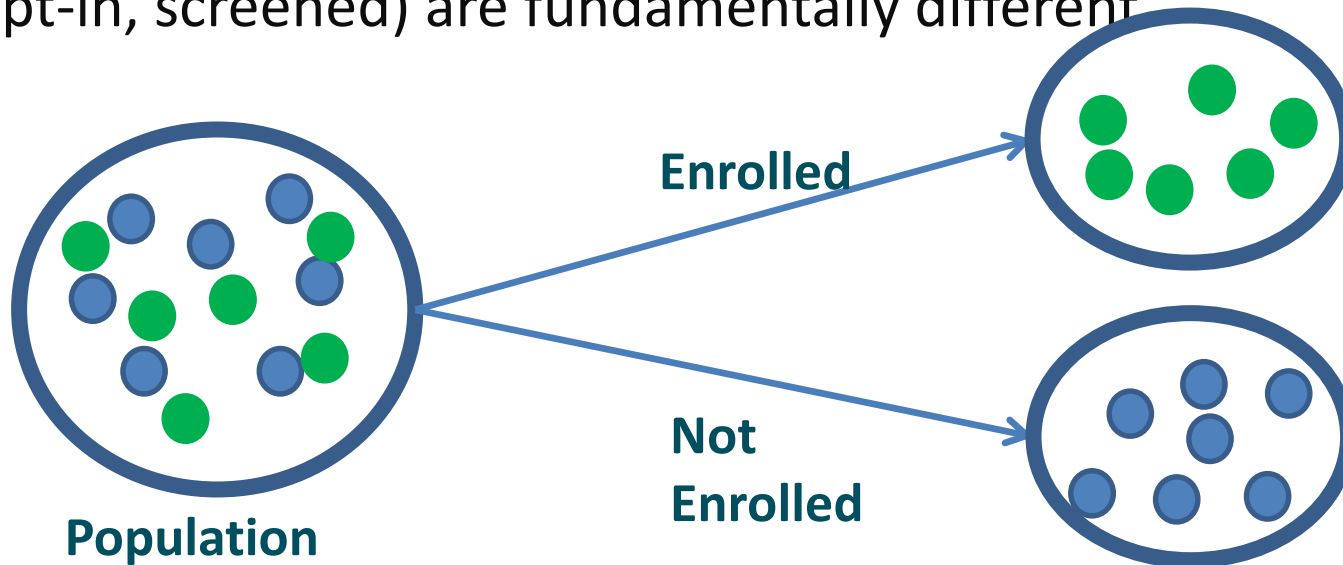 pt-in, screened) are fundamentally different
Enrolled
Not
Enrolled
Population